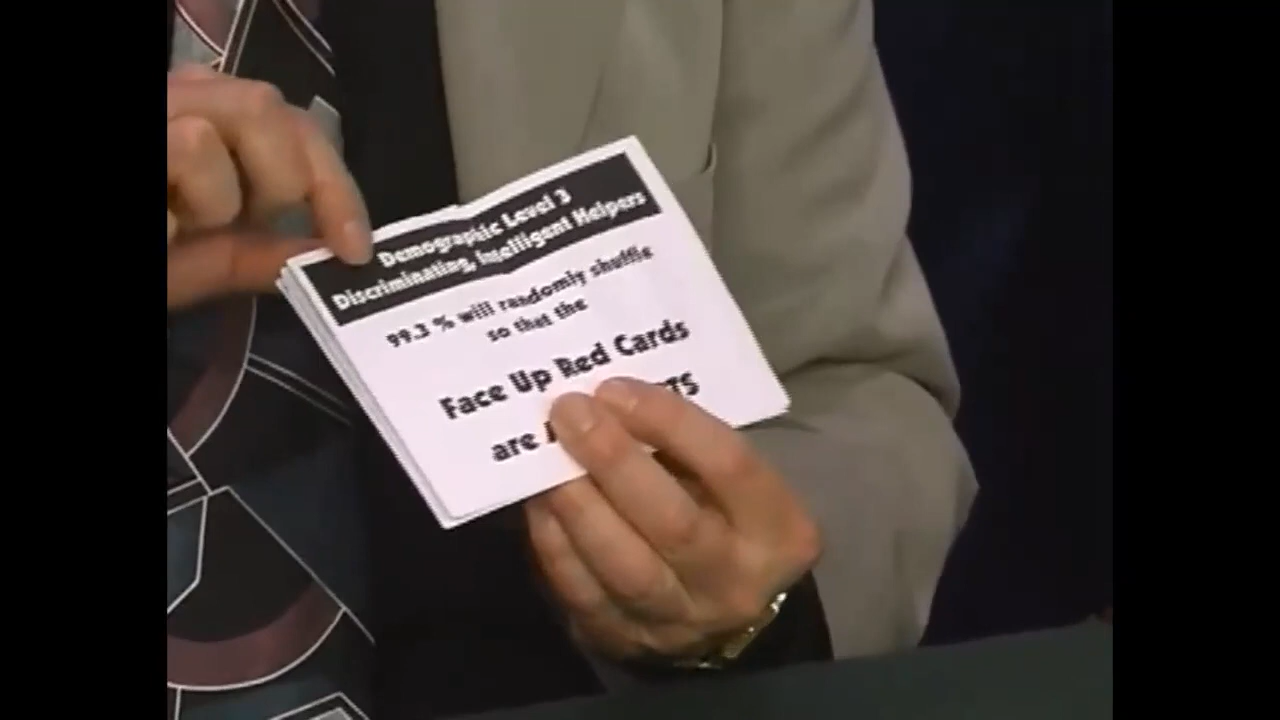 Demographic Level 3
Discriminating, Intelligent Helpers
99.3 % will randomly shuffle
so that the
Face Up Red Cards
are